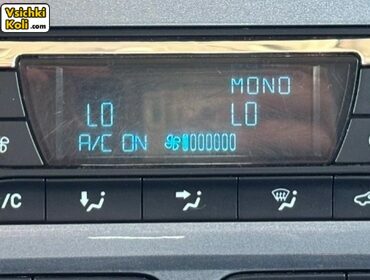 Vsichki
Koli.com
MONO
LO LO
A/C ON
/C